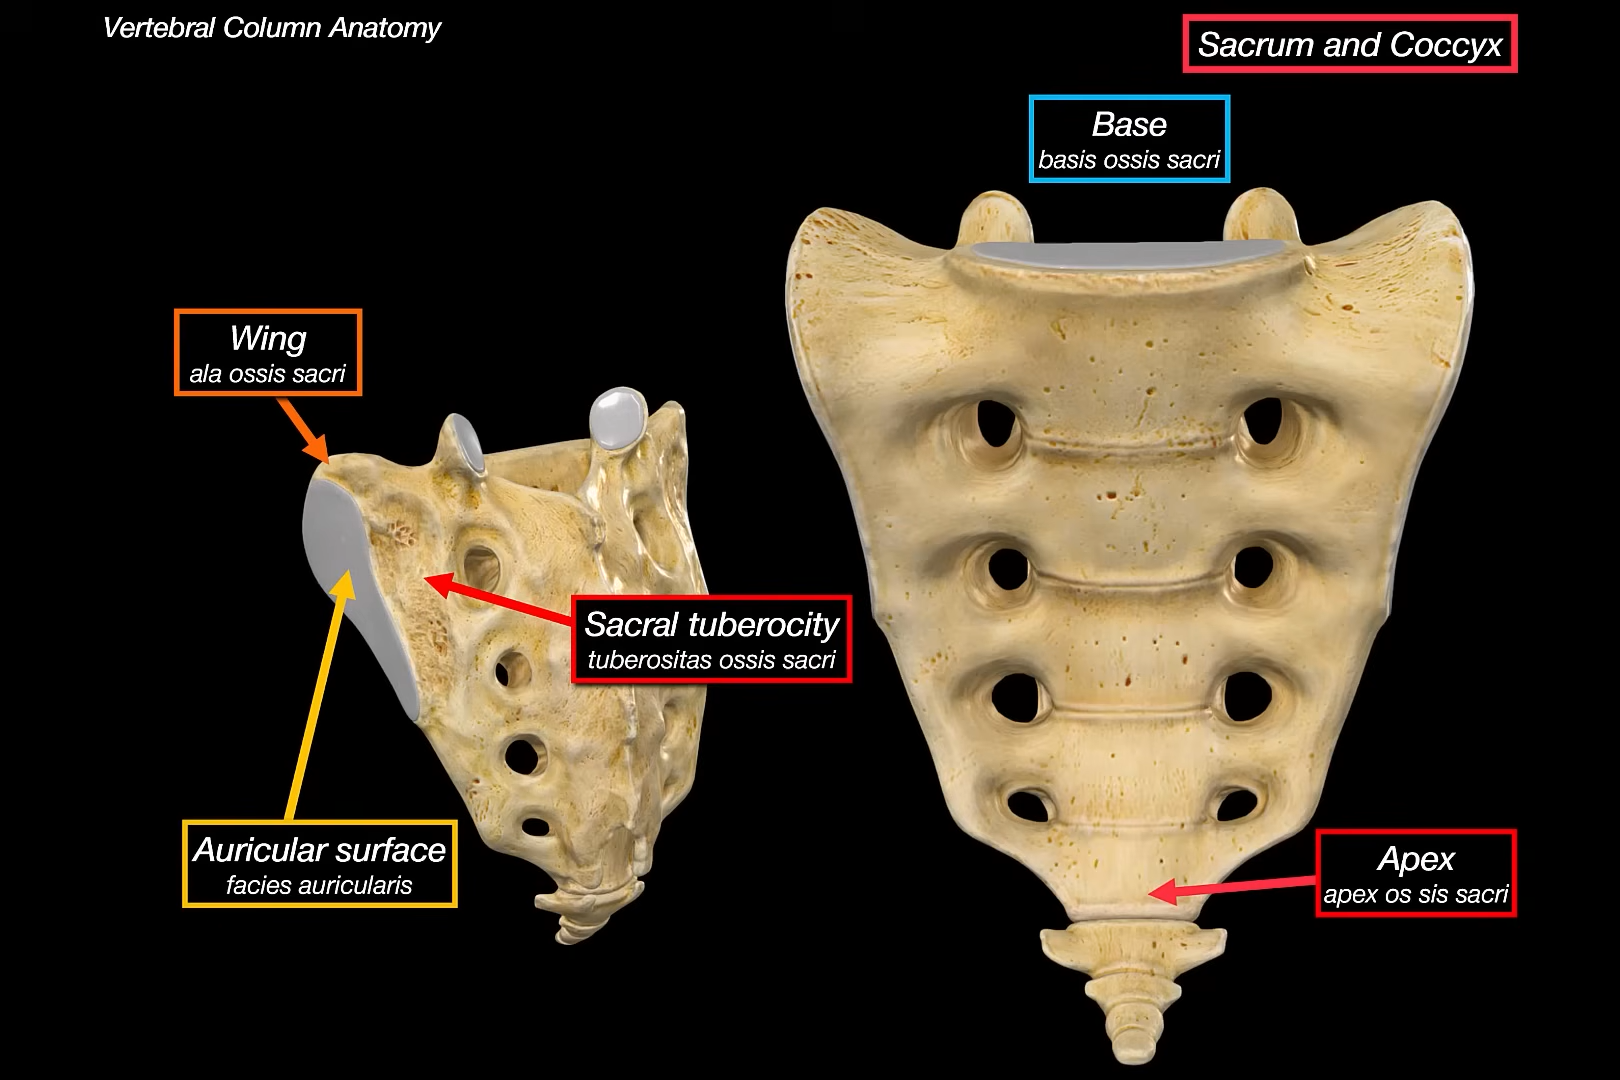 Vertebral Column Anatomy
Sacrum and Coccyx
Base
basis ossis sacri
Wing
ala ossis sacri
Sacral tuberocity
tuberositas ossis sacri
Auricular surface
facies auricularis
Apex
apex os sis sacri